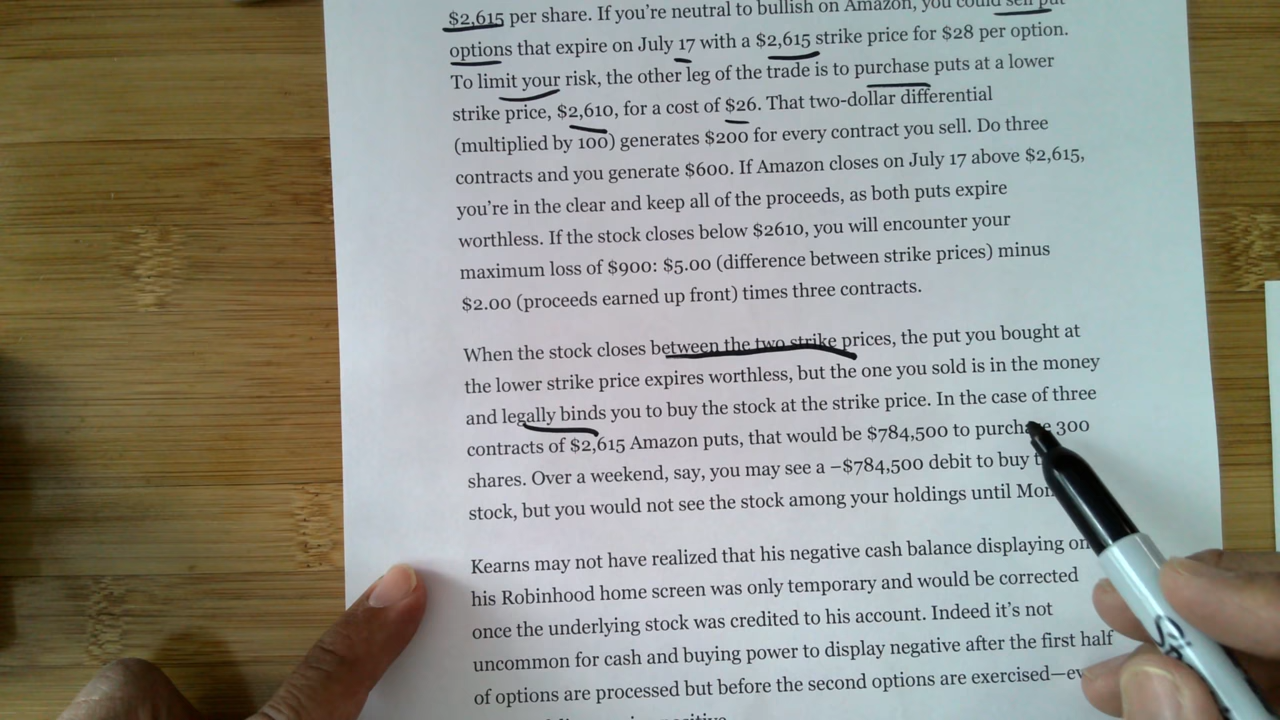 $2,615 per share. If you're neutral to bullish on Amazon, you could sell put
options that expire on July 17 with a $2,615 strike price for $28 per option.
To limit your risk, the other leg of the trade is to purchase puts at a lower
strike price, $2,610, for a cost of $26. That two-dollar differential
(multiplied by 100) generates $200 for every contract you sell. Do three
contracts and you generate $600. If Amazon closes on July 17 above $2,615,
you're in the clear and keep all of the proceeds, as both puts expire
worthless. If the stock closes below $2610, you will encounter your
maximum loss of $900: $5.00 (difference between strike prices) minus
$2.00 (proceeds earned up front) times three contracts.
When the stock closes between the two strike prices, the put you bought at
the lower strike price expires worthless, but the one you sold is in the money
and legally binds you to buy the stock at the strike price. In the case of three
contracts of $2,615 Amazon puts, that would be $784,500 to purchase 300
shares. Over a weekend, say, you may see a –$784,500 debit to buy
stock, but you would not see the stock among your holdings until
Kearns may not have realized that his negative cash balance displaying on
his Robinhood home screen was only temporary and would be corrected
once the underlying stock was credited to his account. Indeed it's not
uncommon for cash and buying power to display negative after the first half
of options are processed but before the second options are exercised—